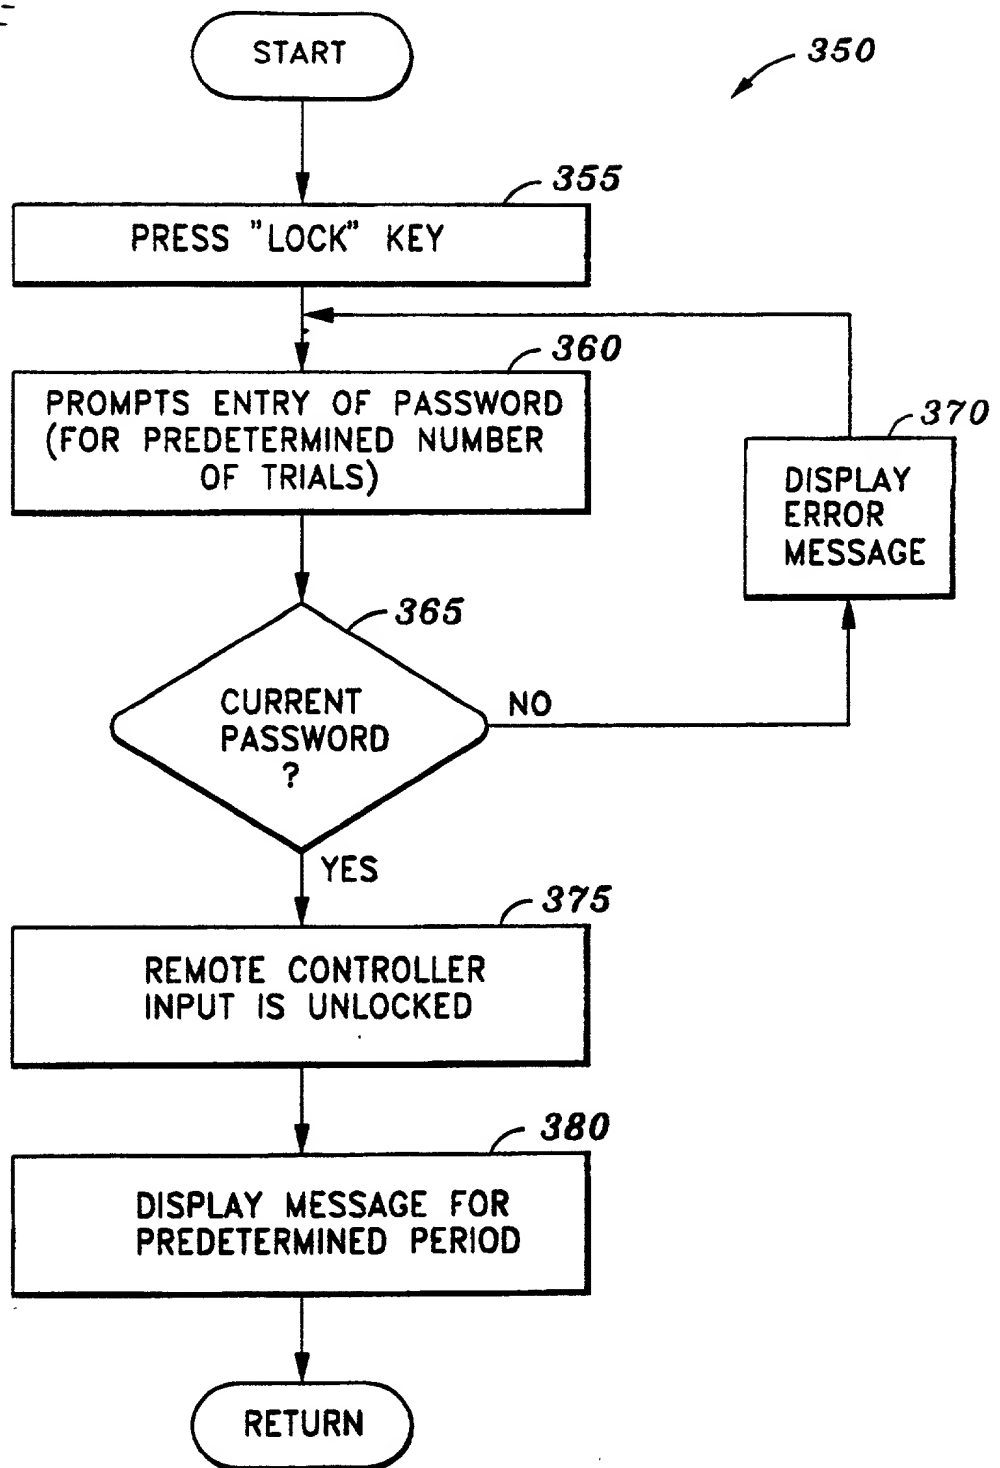 START
350
355
PRESS "LOCK" KEY
360
PROMPTS ENTRY OF PASSWORD
(FOR PREDETERMINED NUMBER
OF TRIALS)
370
DISPLAY
ERROR
MESSAGE
365
CURRENT
PASSWORD
?
NO
YES
375
REMOTE CONTROLLER
INPUT IS UNLOCKED
380
DISPLAY MESSAGE FOR
PREDETERMINED PERIOD
RETURN